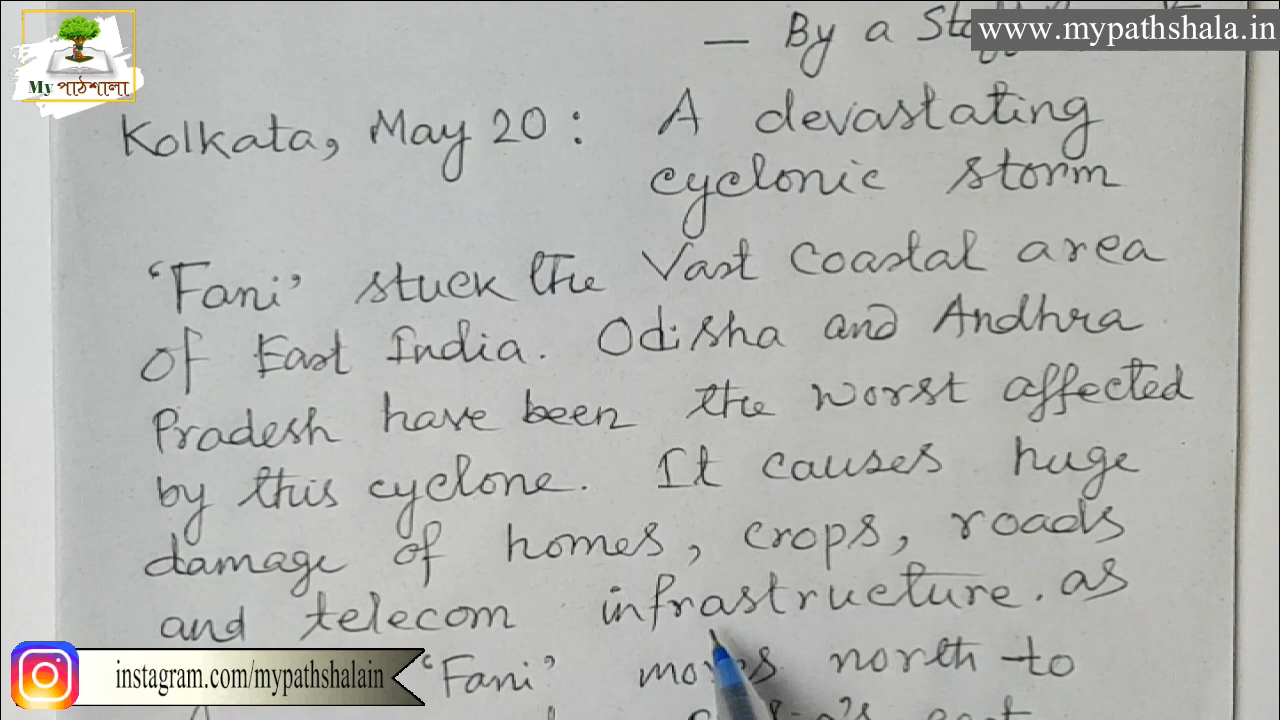 www.mypathshala.in
— By a Staff
My পাঠশালা
Kolkata, May 20 : A devastating
cyclonic storm
'Fani' stuck the Vast coastal area
of East India. Odisha and Andhra
Pradesh have been the worst affected
by this cyclone. It causes huge
damage of homes, crops, roads
and telecom infrastructure. as
'Fani' moves north to
east
instagram.com/mypathshalain